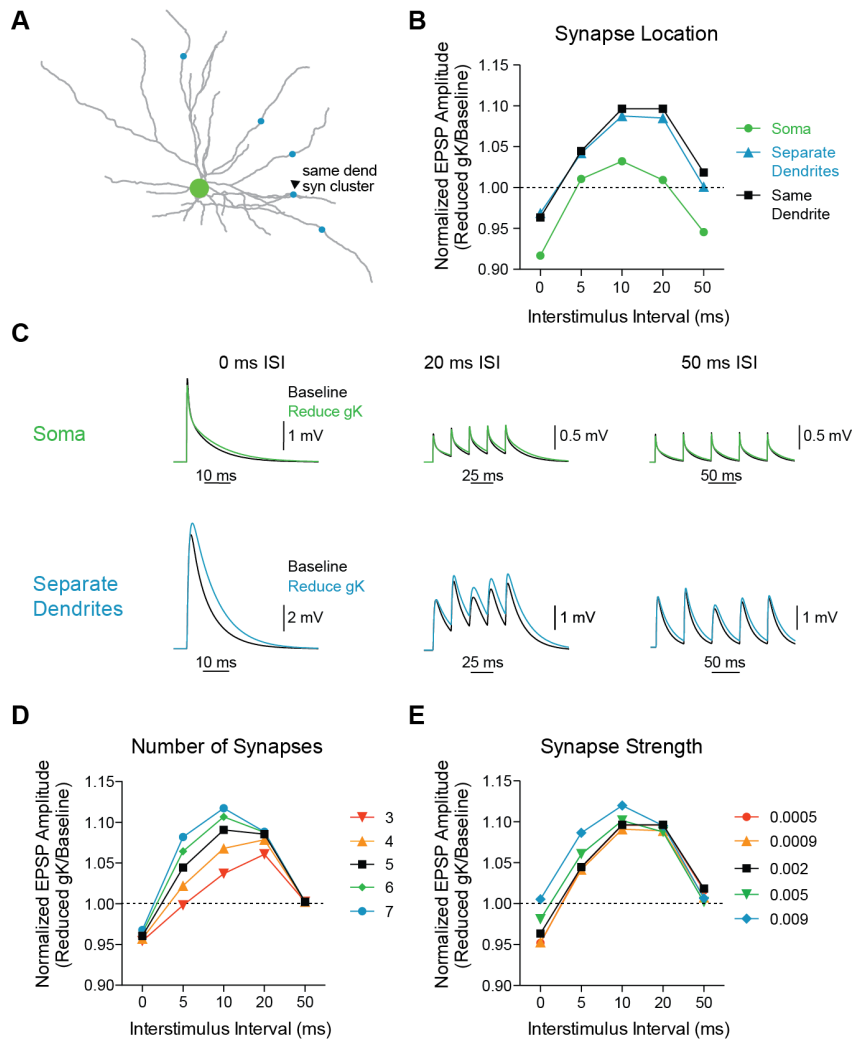 A
same dend
syn cluster
B
Synapse Location
Normalized EPSP Amplitude
(Reduced gK/Baseline)
1.15
1.10
1.05
1.00
0.95
0.90
0
5
10
20
50
Interstimulus Interval (ms)
Soma
Separate
Dendrites
Same
Dendrite
C
0 ms ISI
20 ms ISI
50 ms ISI
Soma
Baseline
Reduce gK
1 mV
10 ms
0.5 mV
25 ms
0.5 mV
50 ms
Separate
Dendrites
Baseline
Reduce gK
2 mV
10 ms
1 mV
25 ms
1 mV
50 ms
D
Number of Synapses
Normalized EPSP Amplitude
(Reduced gK/Baseline)
1.15
1.10
1.05
1.00
0.95
0.90
0
5
10
20
50
Interstimulus Interval (ms)
3
4
5
6
7
E
Synapse Strength
Normalized EPSP Amplitude
(Reduced gK/Baseline)
1.15
1.10
1.05
1.00
0.95
0.90
0
5
10
20
50
Interstimulus Interval (ms)
0.0005
0.0009
0.002
0.005
0.009